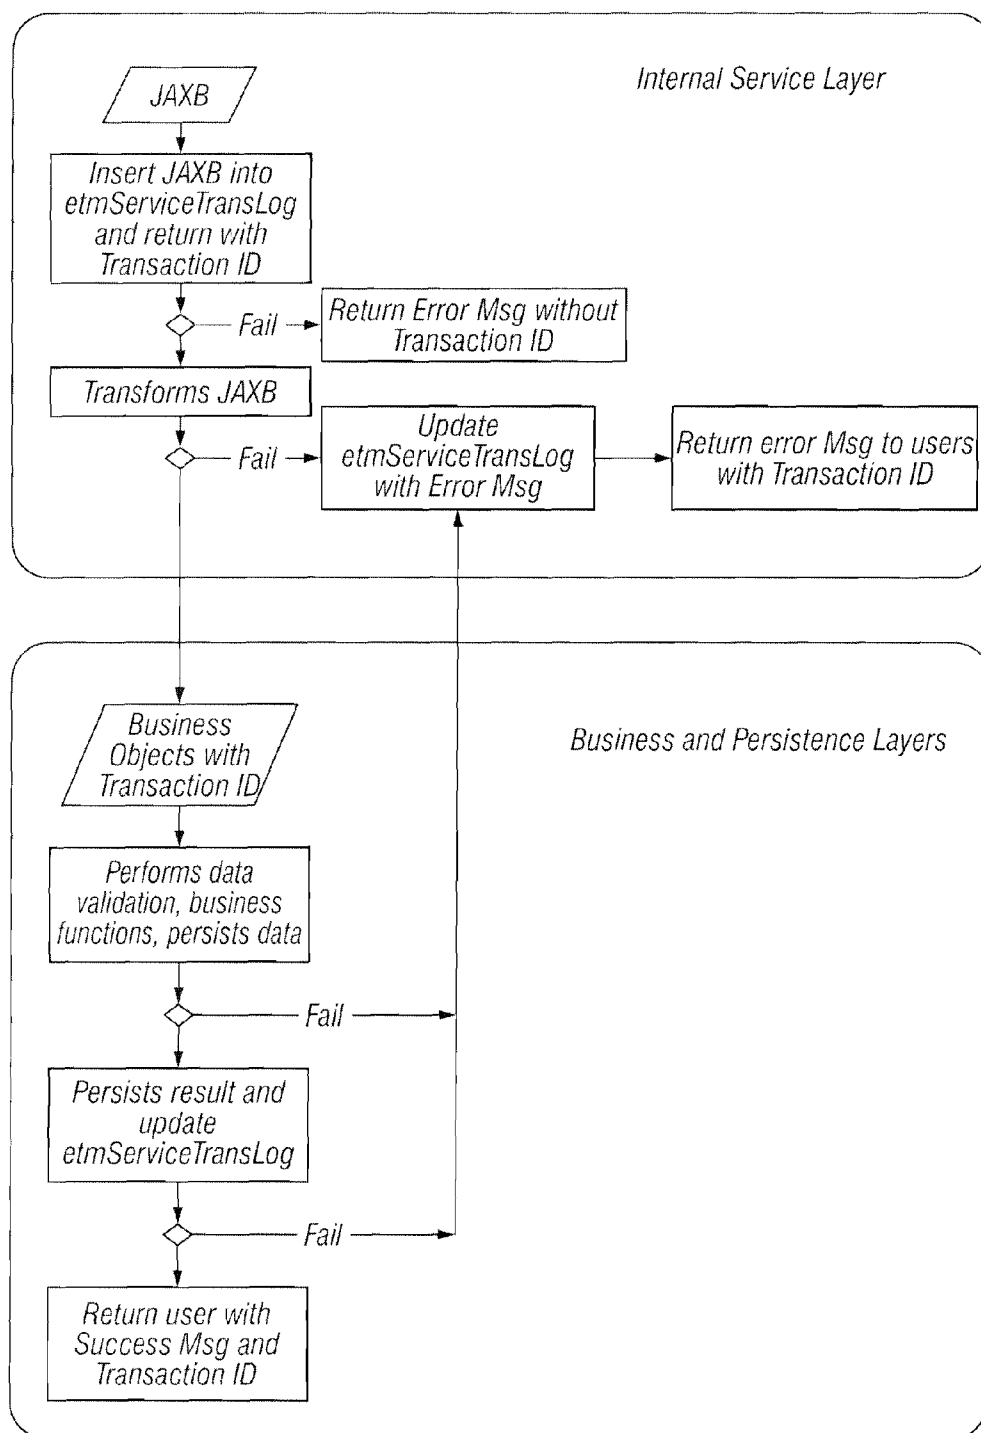 JAXB
Internal Service Layer
Insert JAXB into
etmServiceTransLog
and return with
Transaction ID
Fail
Return Error Msg without
Transaction ID
Transforms JAXB
Fail
Update
etmServiceTransLog
with Error Msg
Return error Msg to users
with Transaction ID
Business
Objects with
Transaction ID
Business and Persistence Layers
Performs data
validation, business
functions, persists data
Fail
Persists result and
update
etmServiceTransLog
Fail
Return user with
Success Msg and
Transaction ID